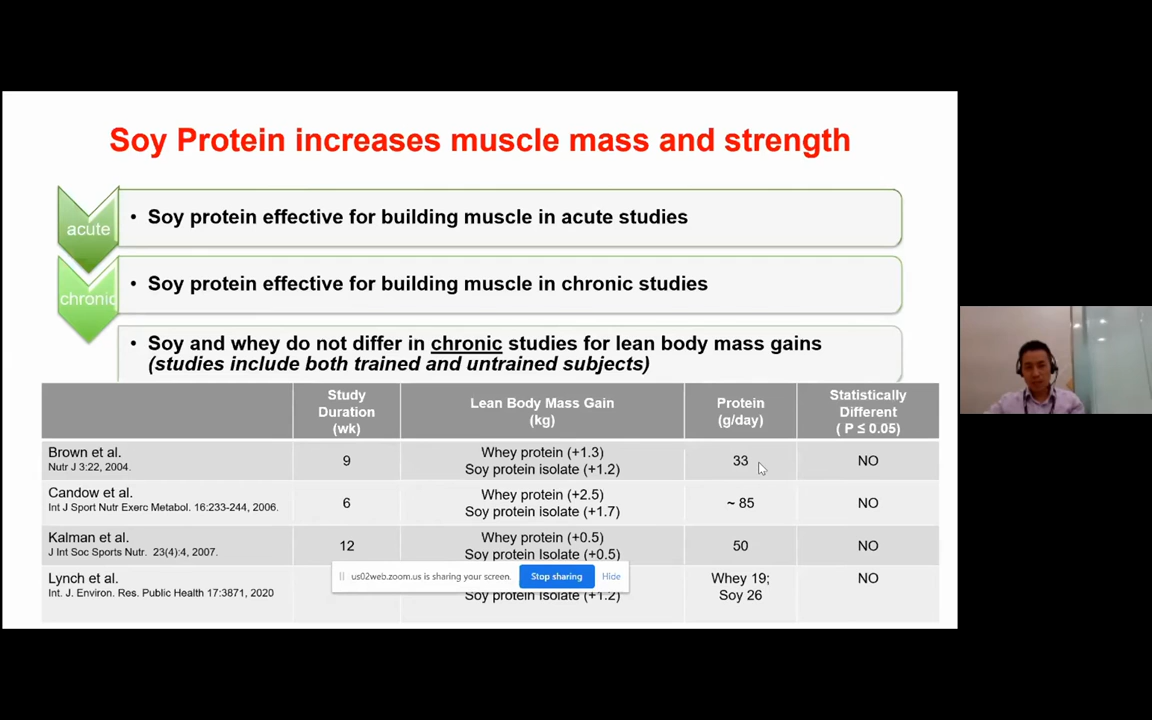 Soy Protein increases muscle mass and strength
acute
• Soy protein effective for building muscle in acute studies
chronic
• Soy protein effective for building muscle in chronic studies
• Soy and whey do not differ in chronic studies for lean body mass gains
(studies include both trained and untrained subjects)
Study
Duration
(wk)
Lean Body Mass Gain
(kg)
Protein
(g/day)
Statistically
Different
( P ≤ 0.05)
Brown et al.
Nutr J 3:22, 2004.
9
Whey protein (+1.3)
Soy protein isolate (+1.2)
33
NO
Candow et al.
Int J Sport Nutr Exerc Metabol. 16:233-244, 2006.
6
Whey protein (+2.5)
Soy protein isolate (+1.7)
~ 85
NO
Kalman et al.
J Int Soc Sports Nutr. 23(4):4, 2007.
12
Whey protein (+0.5)
Soy protein Isolate (+0.5)
50
NO
Lynch et al.
Int. J. Environ. Res. Public Health 17:3871, 2020
Soy protein Isolate (+1.2)
Whey 19;
Soy 26
NO
us02web.zoom.us is sharing your screen.
Stop sharing
Hide